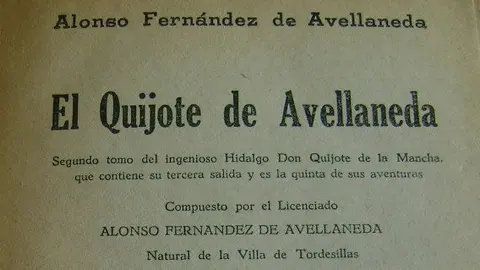 Alonso Fernández de Avellaneda
El Quijote de Avellaneda
Segundo tomo del ingenioso Hidalgo Don Quijote de la Mancha,
que contiene su tercera salida y es la quinta de sus aventuras
Compuesto por el Licenciado
ALONSO FERNANDEZ DE AVELLANEDA
Natural de la Villa de Tordesillas